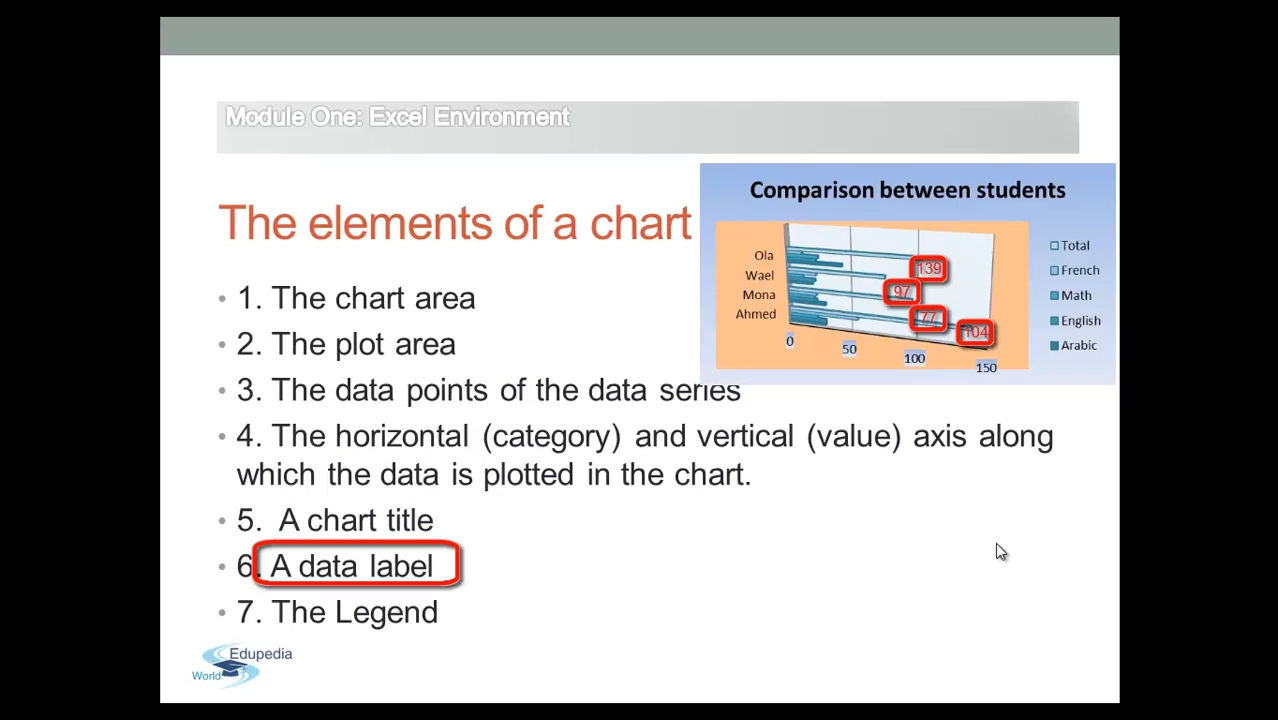 Module One: Excel Environment
The elements of a chart
• 1. The chart area
• 2. The plot area
• 3. The data points of the data series
• 4. The horizontal (category) and vertical (value) axis along
which the data is plotted in the chart.
• 5. A chart title
• 6. A data label
• 7. The Legend
Comparison between students
Ola
Wael
Mona
Ahmed
139
97
77
104
0
50
100
150
Total
French
Math
English
Arabic
Edupedia
World